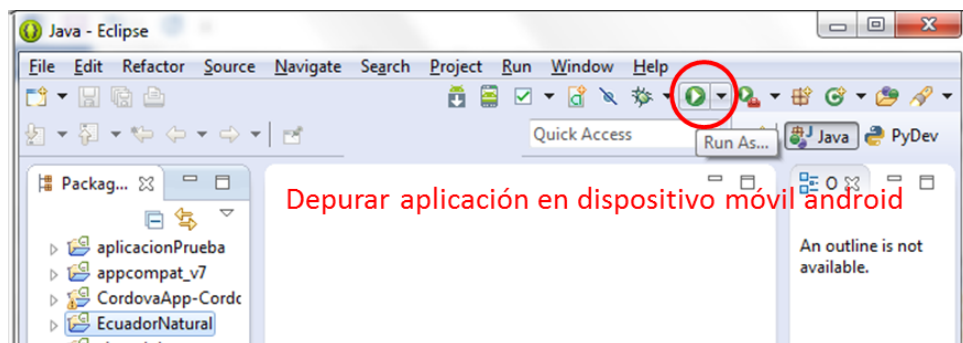 Java - Eclipse
File Edit Refactor Source Navigate Search Project Run Window Help
Quick Access
Run As...
Java PyDev
Packag...
O
Depurar aplicación en dispositivo móvil android
aplicacionPrueba
appcompat_v7
CordovaApp-Cordc
EcuadorNatural
An outline is not
available.